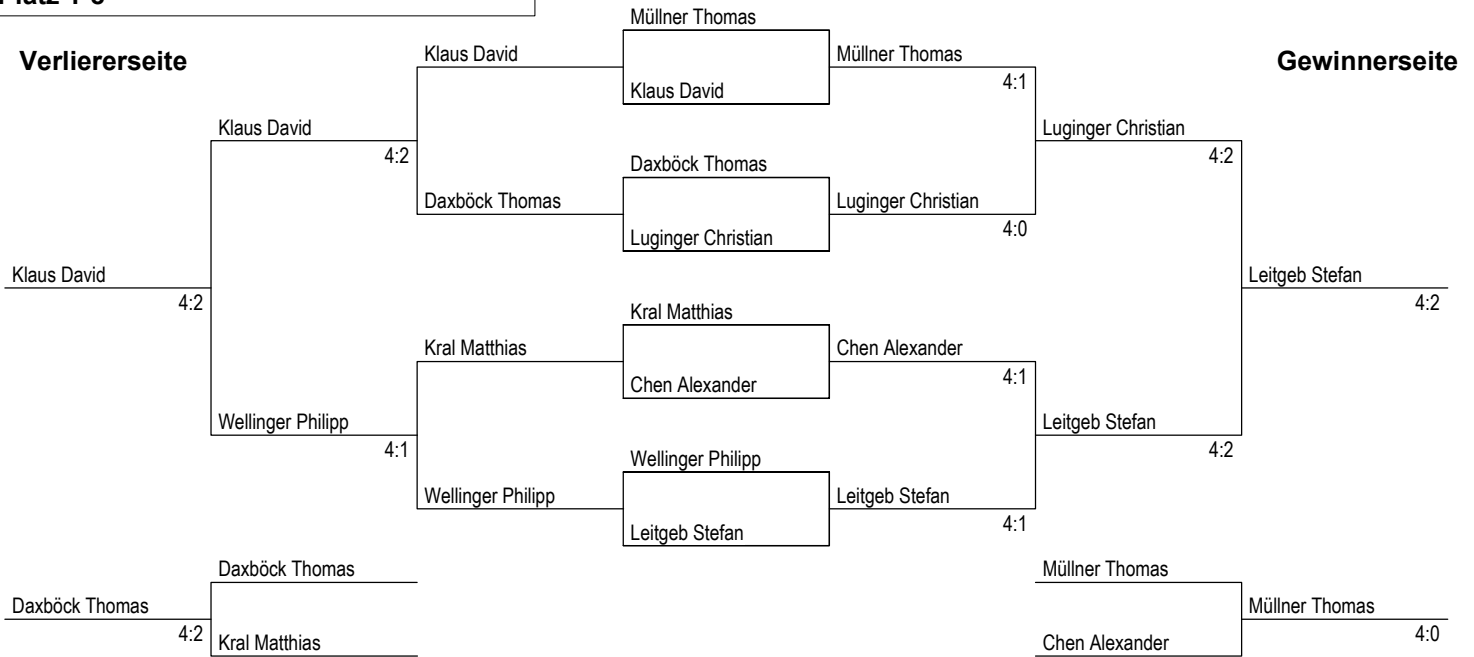 Müllner Thomas
Verliererseite
Klaus David
Müllner Thomas
Gewinnerseite
4:1
Klaus David
Klaus David
Luginger Christian
4:2
4:2
Daxböck Thomas
Daxböck Thomas
Luginger Christian
4:0
Luginger Christian
Klaus David
Leitgeb Stefan
4:2
4:2
Kral Matthias
Kral Matthias
Chen Alexander
4:1
Chen Alexander
Wellinger Philipp
Leitgeb Stefan
4:1
4:2
Wellinger Philipp
Wellinger Philipp
Leitgeb Stefan
4:1
Leitgeb Stefan
Daxböck Thomas
Müllner Thomas
Daxböck Thomas
Müllner Thomas
4:2
4:0
Kral Matthias
Chen Alexander